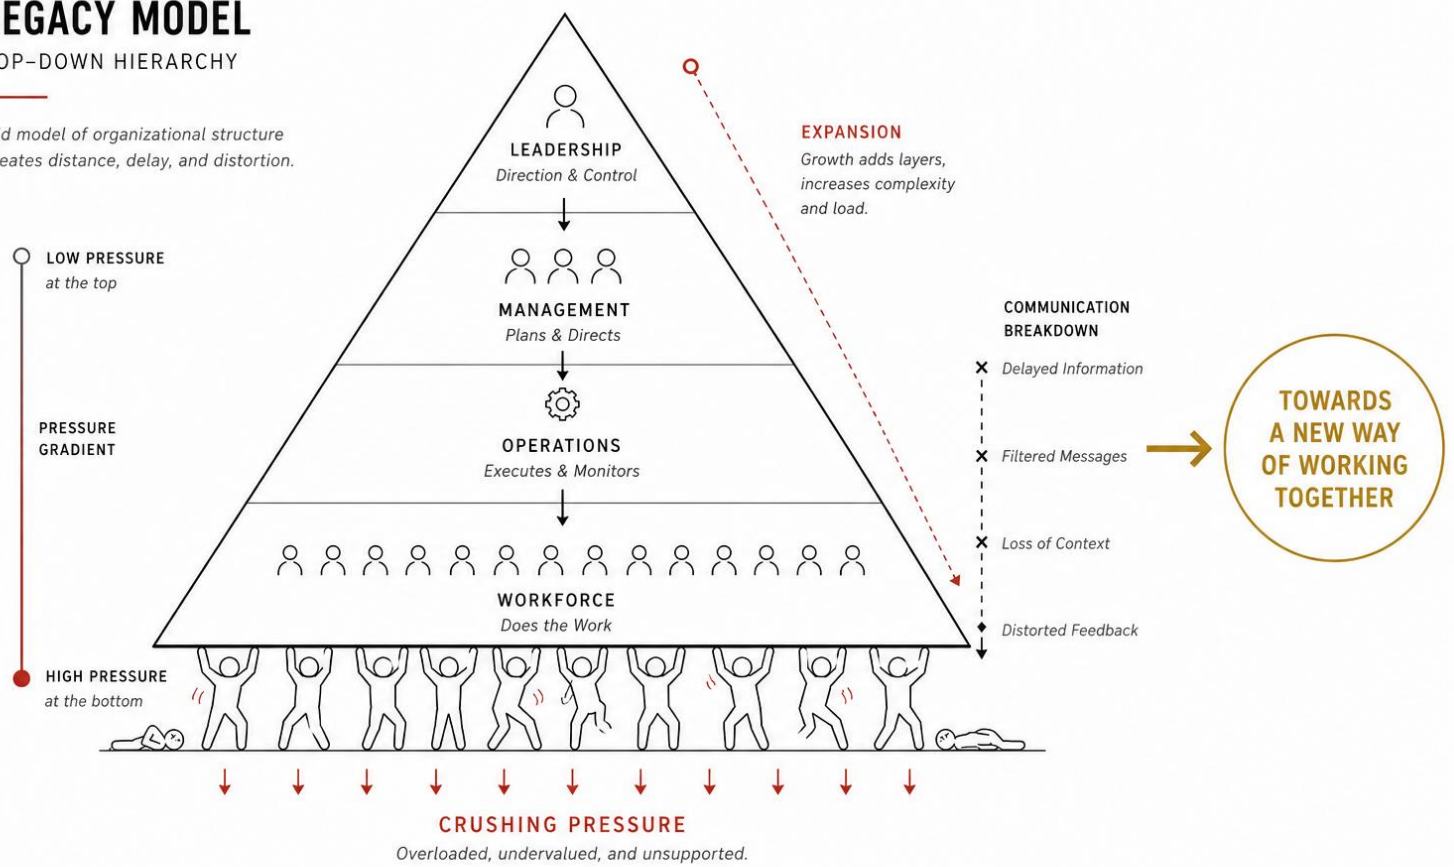 EGACY MODEL
OP–DOWN HIERARCHY
d model of organizational structure
eates distance, delay, and distortion.
LOW PRESSURE
at the top
PRESSURE
GRADIENT
HIGH PRESSURE
at the bottom
LEADERSHIP
Direction & Control
MANAGEMENT
Plans & Directs
OPERATIONS
Executes & Monitors
WORKFORCE
Does the Work
EXPANSION
Growth adds layers,
increases complexity
and load.
COMMUNICATION
BREAKDOWN
Delayed Information
Filtered Messages
Loss of Context
Distorted Feedback
TOWARDS
A NEW WAY
OF WORKING
TOGETHER
CRUSHING PRESSURE
Overloaded, undervalued, and unsupported.